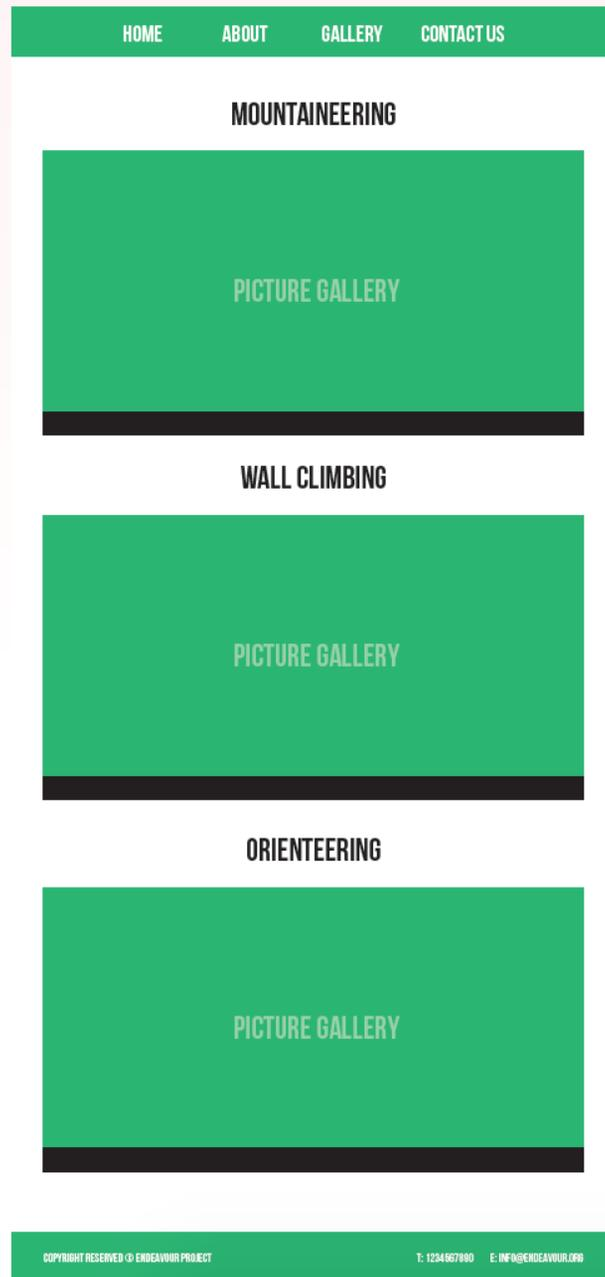 HOME ABOUT GALLERY CONTACT US
MOUNTAINEERING
PICTURE GALLERY
WALL CLIMBING
PICTURE GALLERY
ORIENTEERING
PICTURE GALLERY
COPYRIGHT RESERVED @ ENDEAVOUR PROJECT T: 1234567890 E: INFO@ENDEAVOUR.ORG